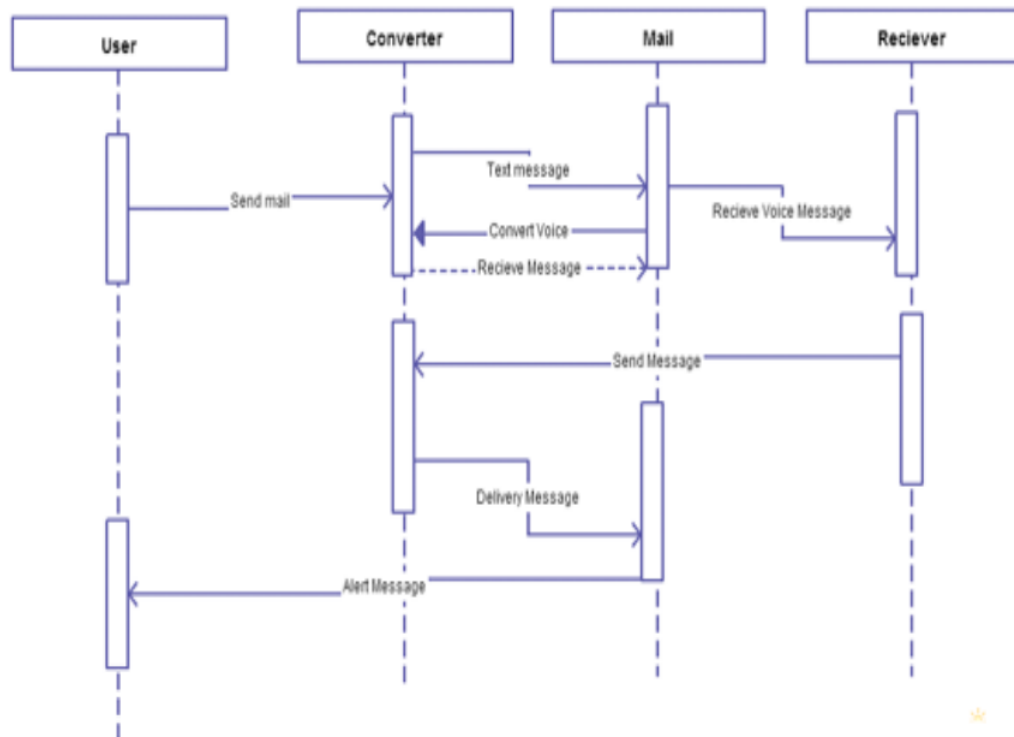 User
Converter
Mail
Reciever
Text message
Send mail
Recieve Voice Message
Convert Voice
Recieve Message
Send Message
Delivery Message
Alert Message